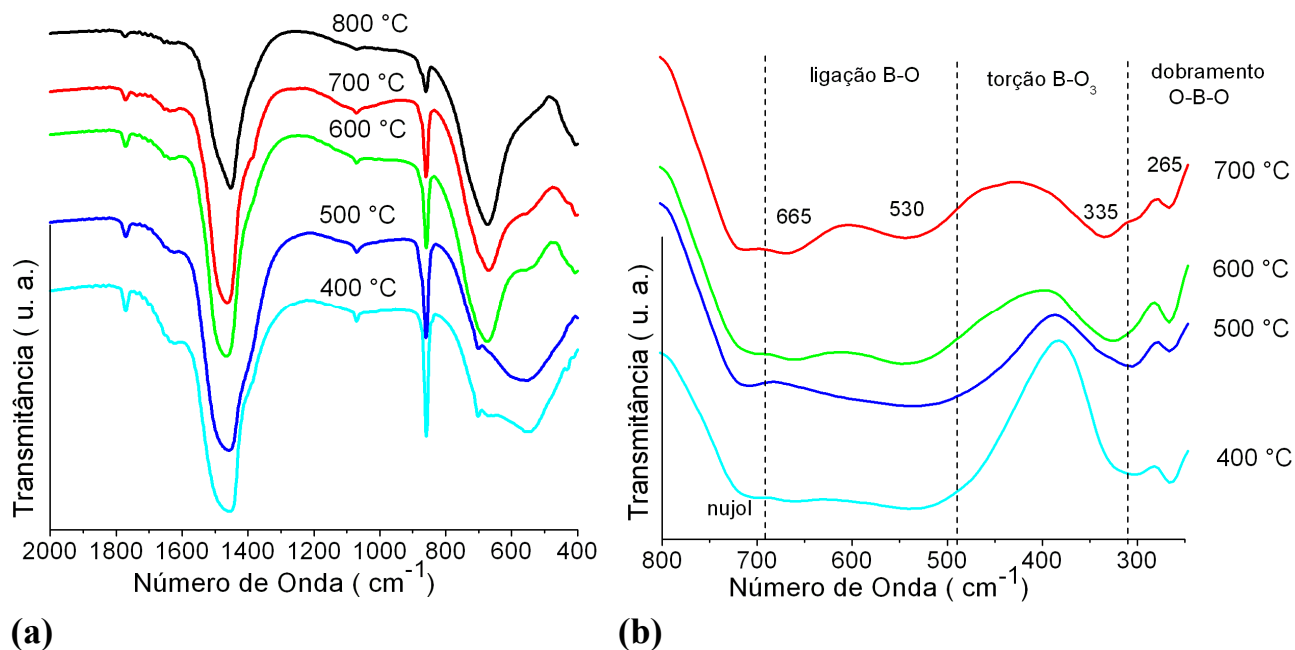 800 °C
700 °C
600 °C
500 °C
400 °C
Transmitância ( u. a.)
2000 1800 1600 1400 1200 1000 800 600 400
Número de Onda ( cm⁻¹)
(a)
ligação B-O
torção B-O₃
dobramento
O-B-O
265
700 °C
665
530
335
600 °C
500 °C
400 °C
nujol
Transmitância ( u. a.)
800 700 600 500 400 300
Número de Onda ( cm⁻¹)
(b)